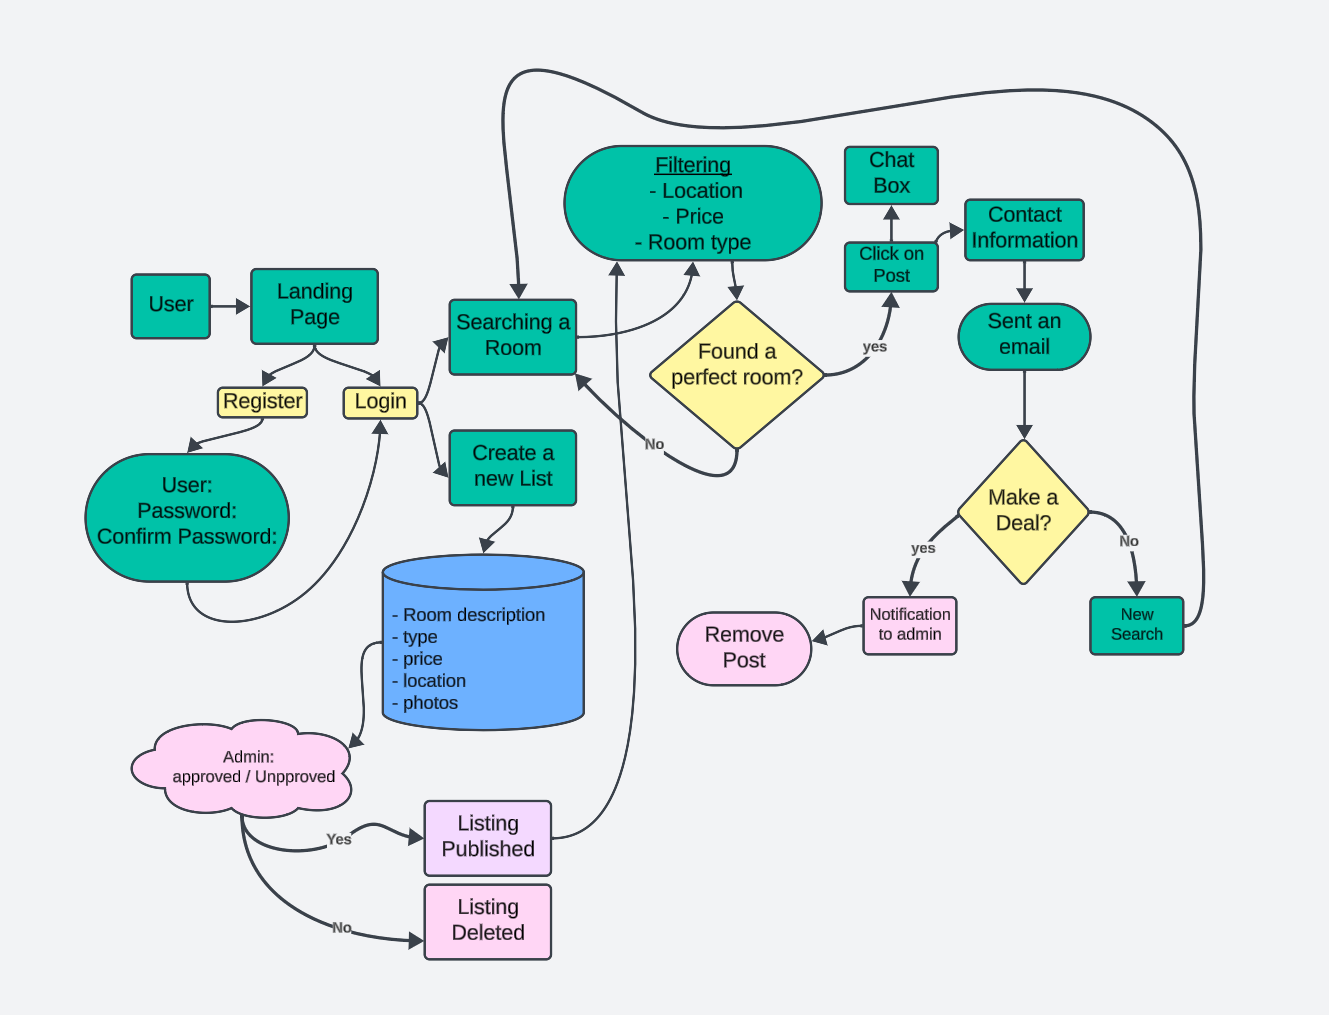 User
Landing
Page
Register
Login
User:
Password:
Confirm Password:
Searching a
Room
Create a
new List
- Room description
- type
- price
- location
- photos
Admin:
approved / Unpproved
Yes
No
Listing
Published
Listing
Deleted
Filtering
- Location
- Price
- Room type
Found a
perfect room?
No
yes
Click on
Post
Chat
Box
Contact
Information
Sent an
email
Make a
Deal?
yes
No
Notification
to admin
Remove
Post
New
Search